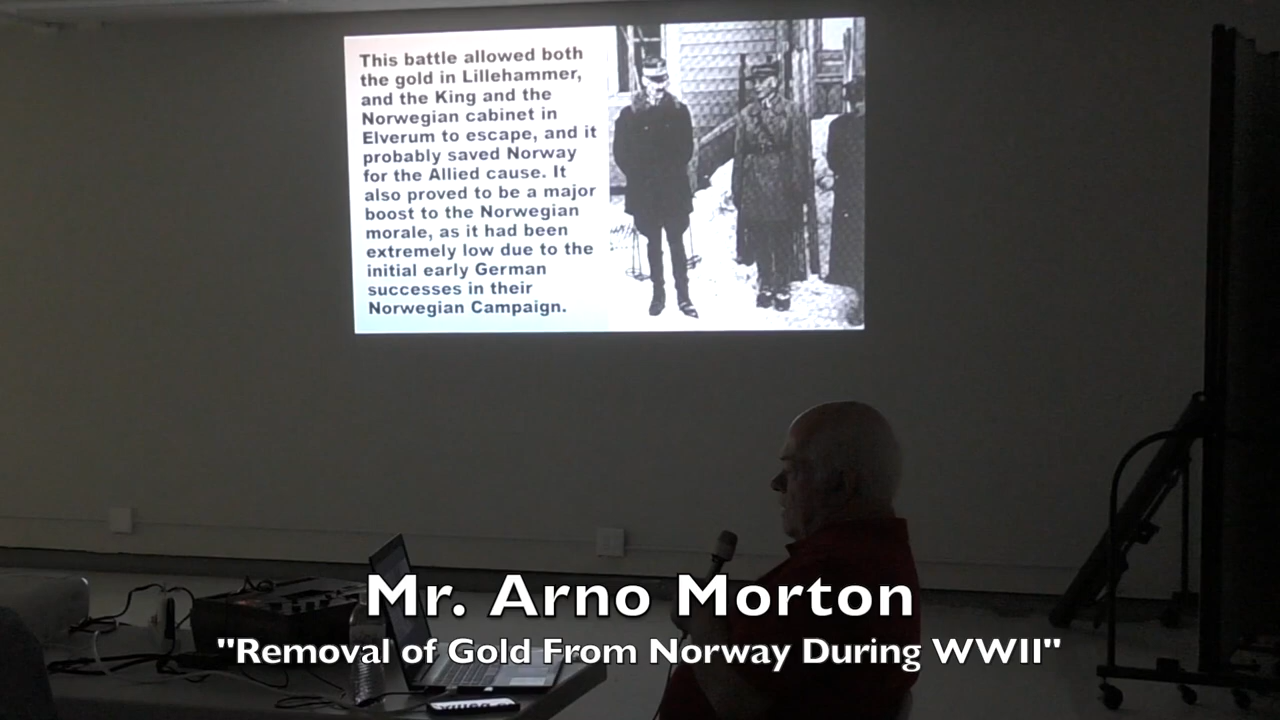 This battle allowed both
the gold in Lillehammer,
and the King and the
Norwegian cabinet in
Elverum to escape, and it
probably saved Norway
for the Allied cause. It
also proved to be a major
boost to the Norwegian
morale, as it had been
extremely low due to the
initial early German
successes in their
Norwegian Campaign.
Mr. Arno Morton
"Removal of Gold From Norway During WWII"